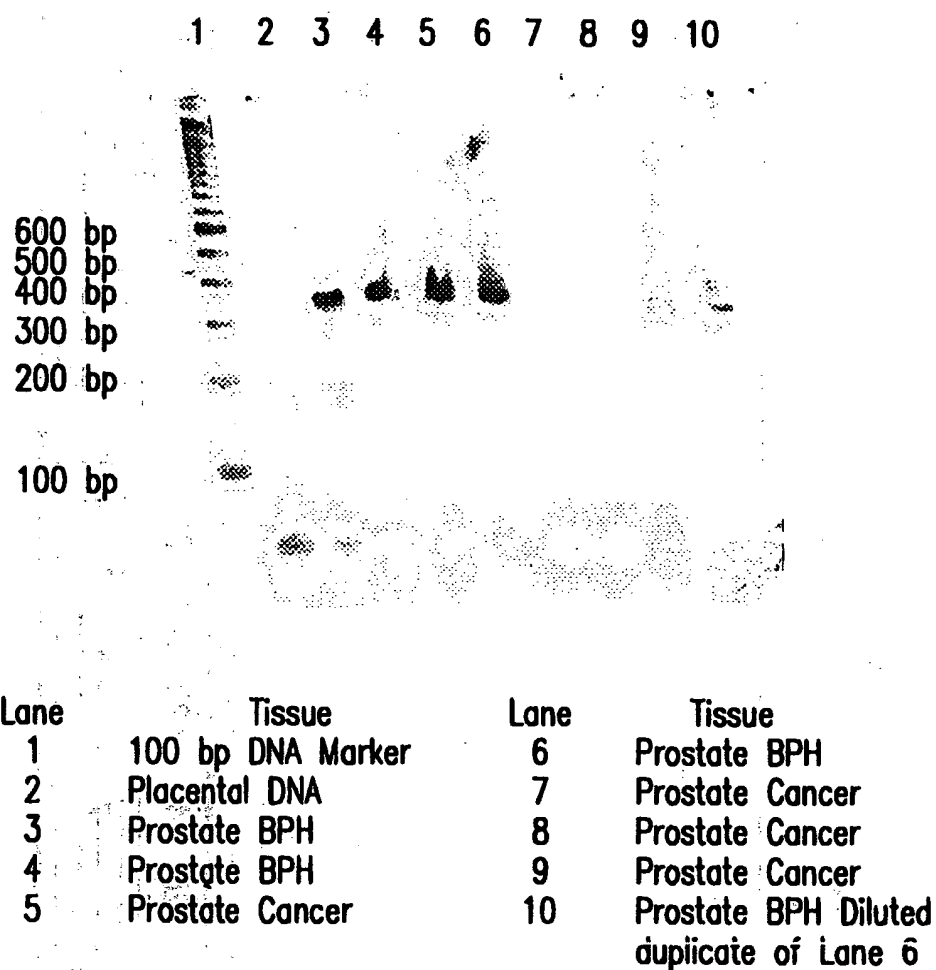 1 2 3 4 5 6 7 8 9 10
600 bp
500 bp
400 bp
300 bp
200 bp
100 bp
Lane Tissue Lane Tissue
1 100 bp DNA Marker 6 Prostate BPH
2 Placental DNA 7 Prostate Cancer
3 Prostate BPH 8 Prostate Cancer
4 Prostate BPH 9 Prostate Cancer
5 Prostate Cancer 10 Prostate BPH Diluted
duplicate of Lane 6